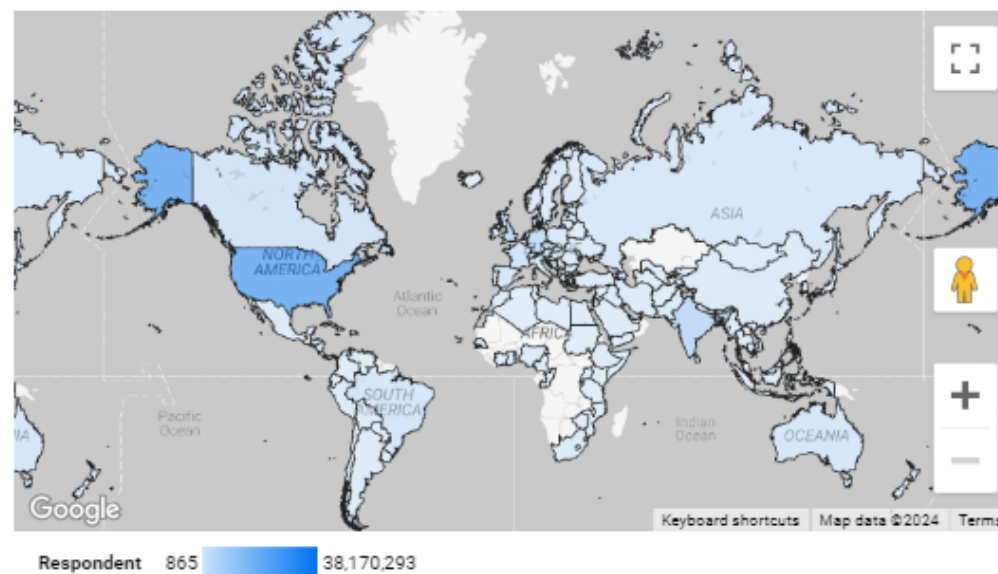 ASIA
NORTH
AMERICA
Atlantic
Ocean
AFRICA
SOUTH
AMERICA
Pacific
Ocean
Indian
Ocean
OCEANIA
IA
Google
Keyboard shortcuts
Map data ©2024
Terms
Respondent 865 38,170,293